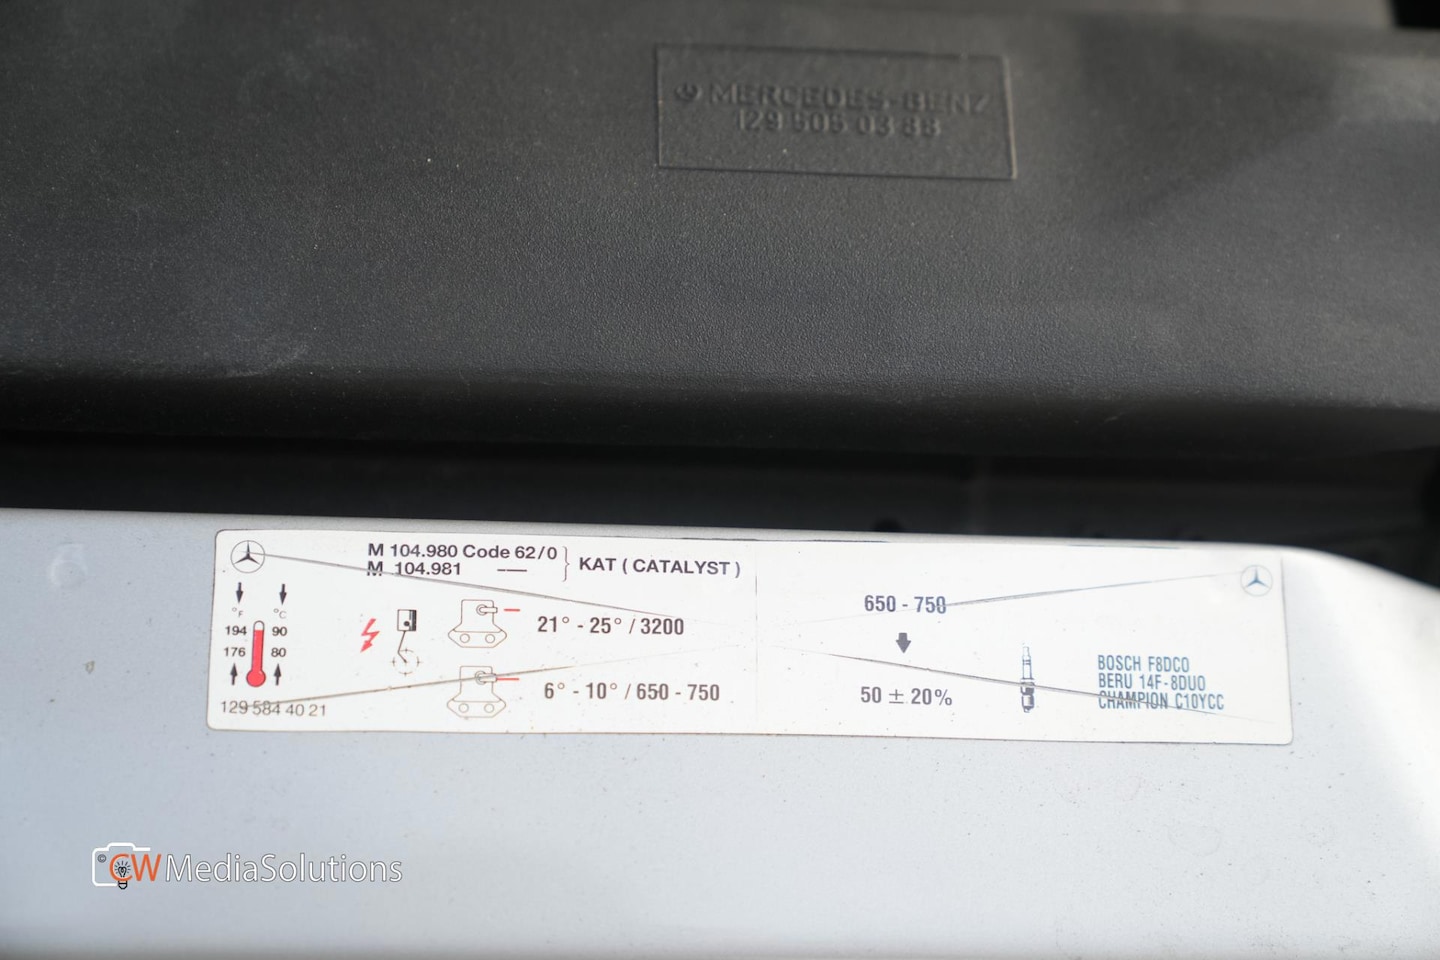 MERCEDES-BENZ
129 505 03 88
M 104.980 Code 62/0
M 104.981 —
KAT ( CATALYST )
°F °C
194 90
176 80
129 584 40 21
21° - 25° / 3200
6° - 10° / 650 - 750
650 - 750
50 ± 20%
BOSCH F8DCO
BERU 14F-8DUO
CHAMPION C10YCC
© CW MediaSolutions